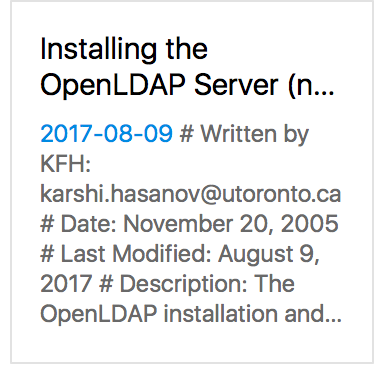 Installing the
OpenLDAP Server (n...
2017-08-09 # Written by
KFH:
karshi.hasanov@utoronto.ca
# Date: November 20, 2005
# Last Modified: August 9,
2017 # Description: The
OpenLDAP installation and...